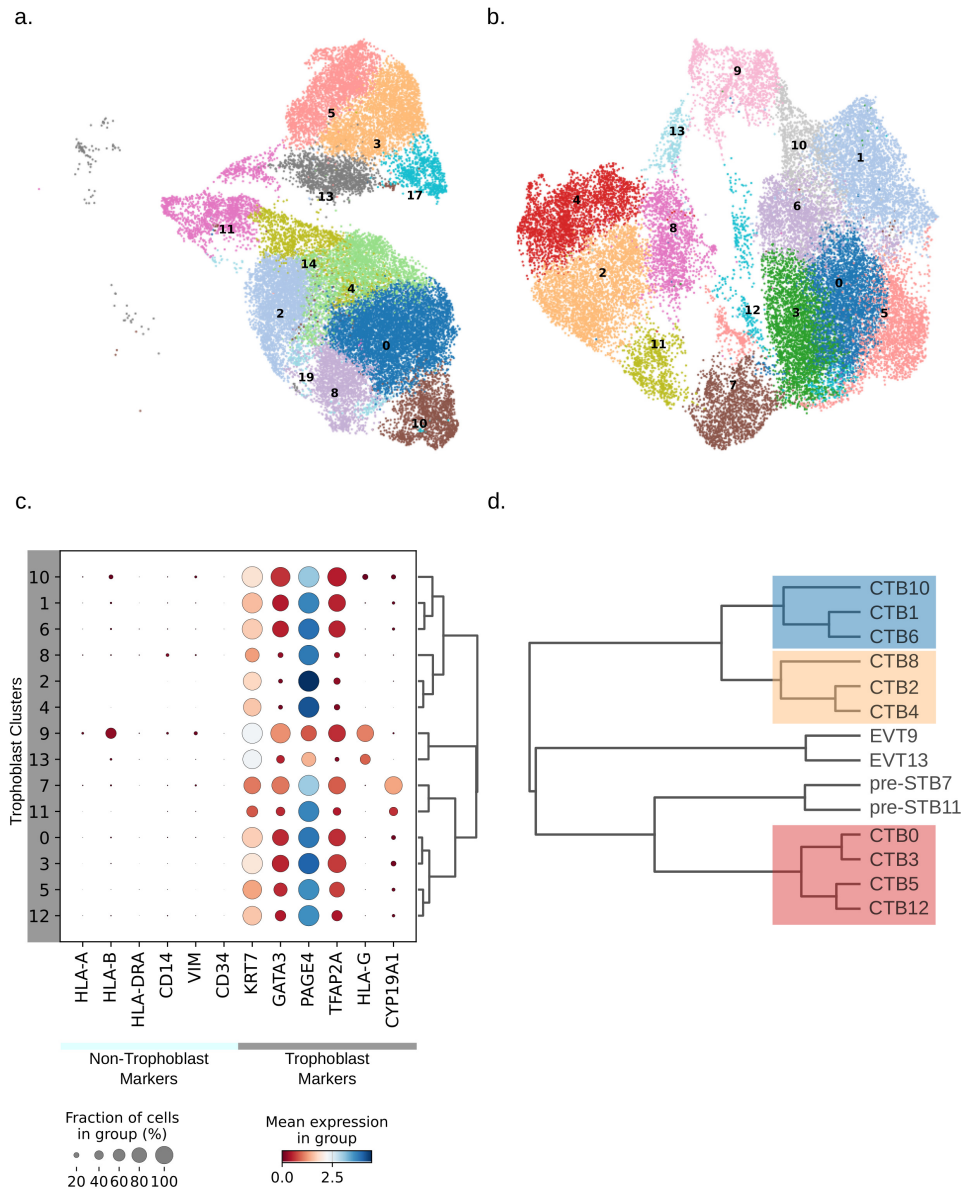 a.
b.
5
3
13
17
11
14
4
2
0
19
8
10
9
13
10
1
4
6
8
2
0
12
3
5
11
7
c.
d.
Trophoblast Clusters
10
1
6
8
2
4
9
13
7
11
0
3
5
12
HLA-A
HLA-B
HLA-DRA
CD14
VIM
CD34
KRT7
GATA3
PAGE4
TFAP2A
HLA-G
CYP19A1
Non-Trophoblast
Markers
Trophoblast
Markers
Fraction of cells
in group (%)
20 40 60 80 100
Mean expression
in group
0.0 2.5
CTB10
CTB1
CTB6
CTB8
CTB2
CTB4
EVT9
EVT13
pre-STB7
pre-STB11
CTB0
CTB3
CTB5
CTB12